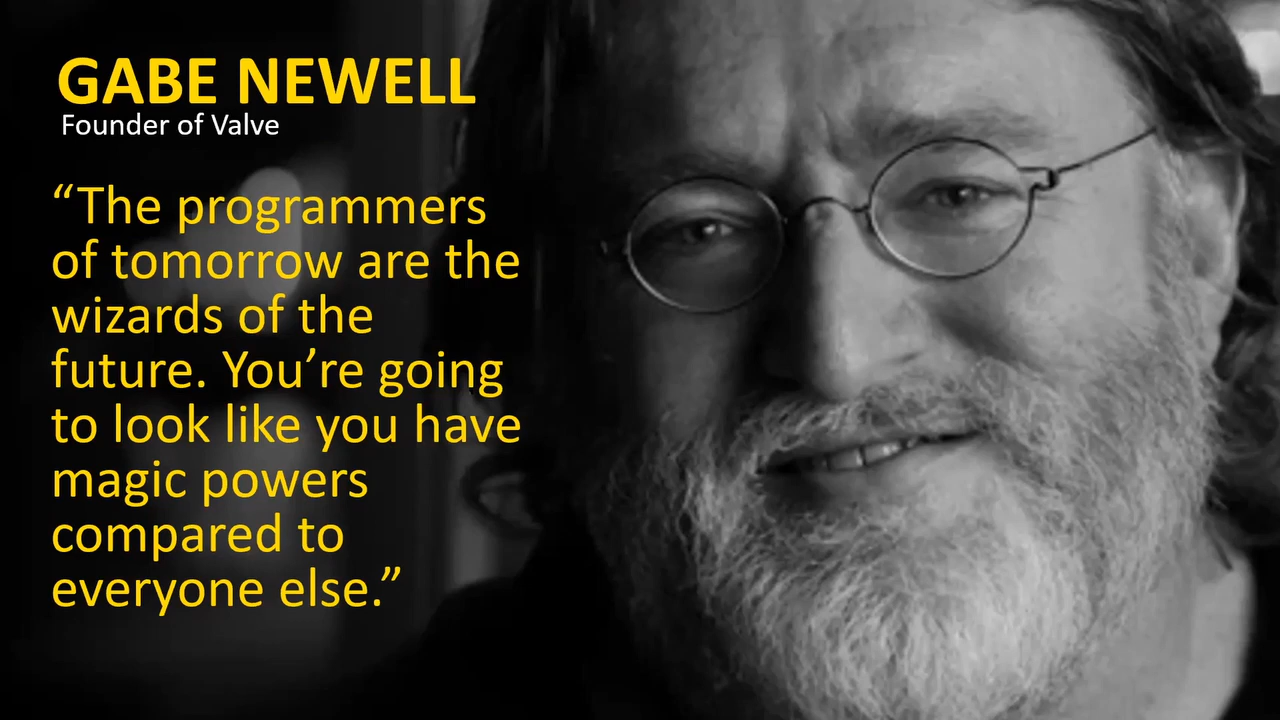 GABE NEWELL
Founder of Valve
“The programmers
of tomorrow are the
wizards of the
future. You’re going
to look like you have
magic powers
compared to
everyone else.”